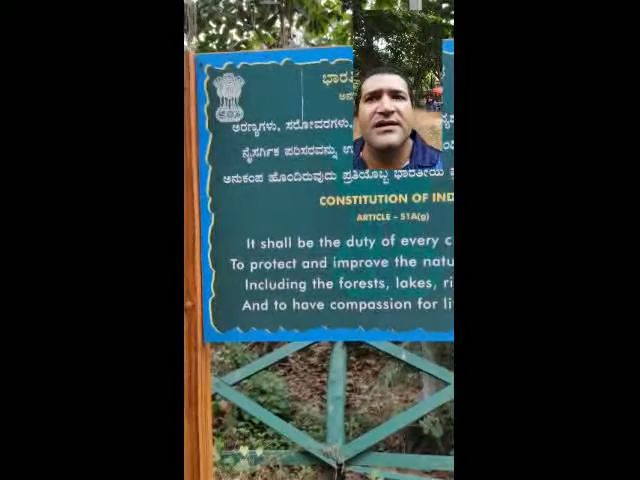 ಭಾರತ
ಅರಣ್ಯಗಳು, ಸರೋವರಗಳು,
ನೈಸರ್ಗಿಕ ಪರಿಸರವನ್ನು
ಅನುಕಂಪ ಹೊಂದಿರುವುದು ಪ್ರತಿಯೊಬ್ಬ ಭಾರತೀಯ
CONSTITUTION OF IND
ARTICLE - 51A(g)
It shall be the duty of every c
To protect and improve the natu
Including the forests, lakes, ri
And to have compassion for li